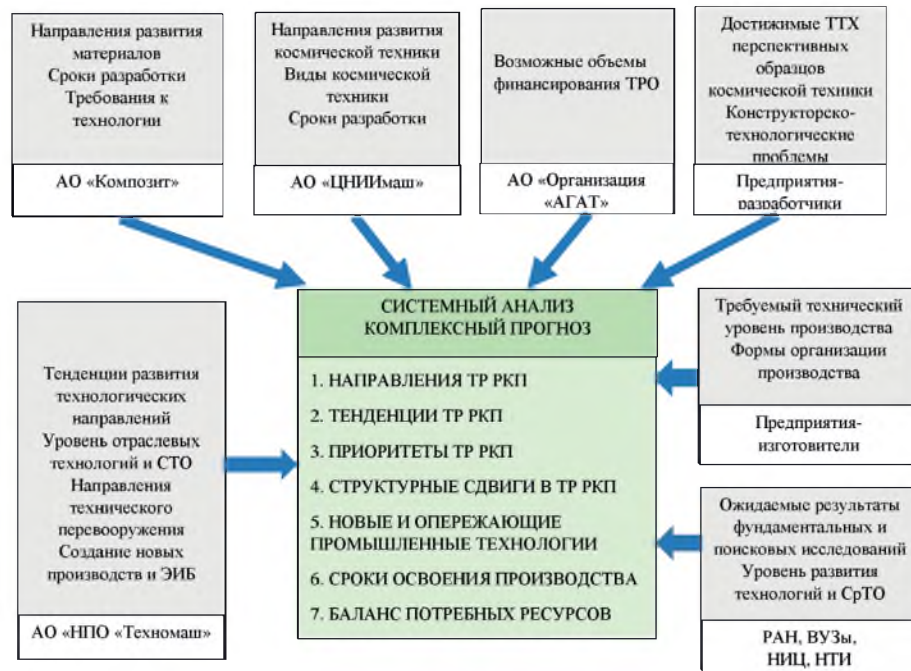 Направления развития
материалов
Сроки разработки
Требования к
технологии
АО «Композит»
Направления развития
космической техники
Виды космической
техники
Сроки разработки
АО «ЦНИИмаш»
Возможные объемы
финансирования ТРО
АО «Организация
«АГАТ»
Достижимые ТТХ
перспективных
образцов
космической техники
Конструкторско-
технологические
проблемы
Предприятия-
разработчики
Тенденции развития
технологических
направлений
Уровень отраслевых
технологий и СТО
Направления
технического
перевооружения
Создание новых
производств и ЭИБ
АО «НПО «Техномаш»
СИСТЕМНЫЙ АНАЛИЗ
КОМПЛЕКСНЫЙ ПРОГНОЗ
1. НАПРАВЛЕНИЯ ТР РКП
2. ТЕНДЕНЦИИ ТР РКП
3. ПРИОРИТЕТЫ ТР РКП
4. СТРУКТУРНЫЕ СДВИГИ В ТР РКП
5. НОВЫЕ И ОПЕРЕЖАЮЩИЕ
ПРОМЫШЛЕННЫЕ ТЕХНОЛОГИИ
6. СРОКИ ОСВОЕНИЯ ПРОИЗВОДСТВА
7. БАЛАНС ПОТРЕБНЫХ РЕСУРСОВ
Требуемый технический
уровень производства
Формы организации
производства
Предприятия-
изготовители
Ожидаемые результаты
фундаментальных и
поисковых исследований
Уровень развития
технологий и СрТО
РАН, ВУЗы,
НИЦ, НТИ